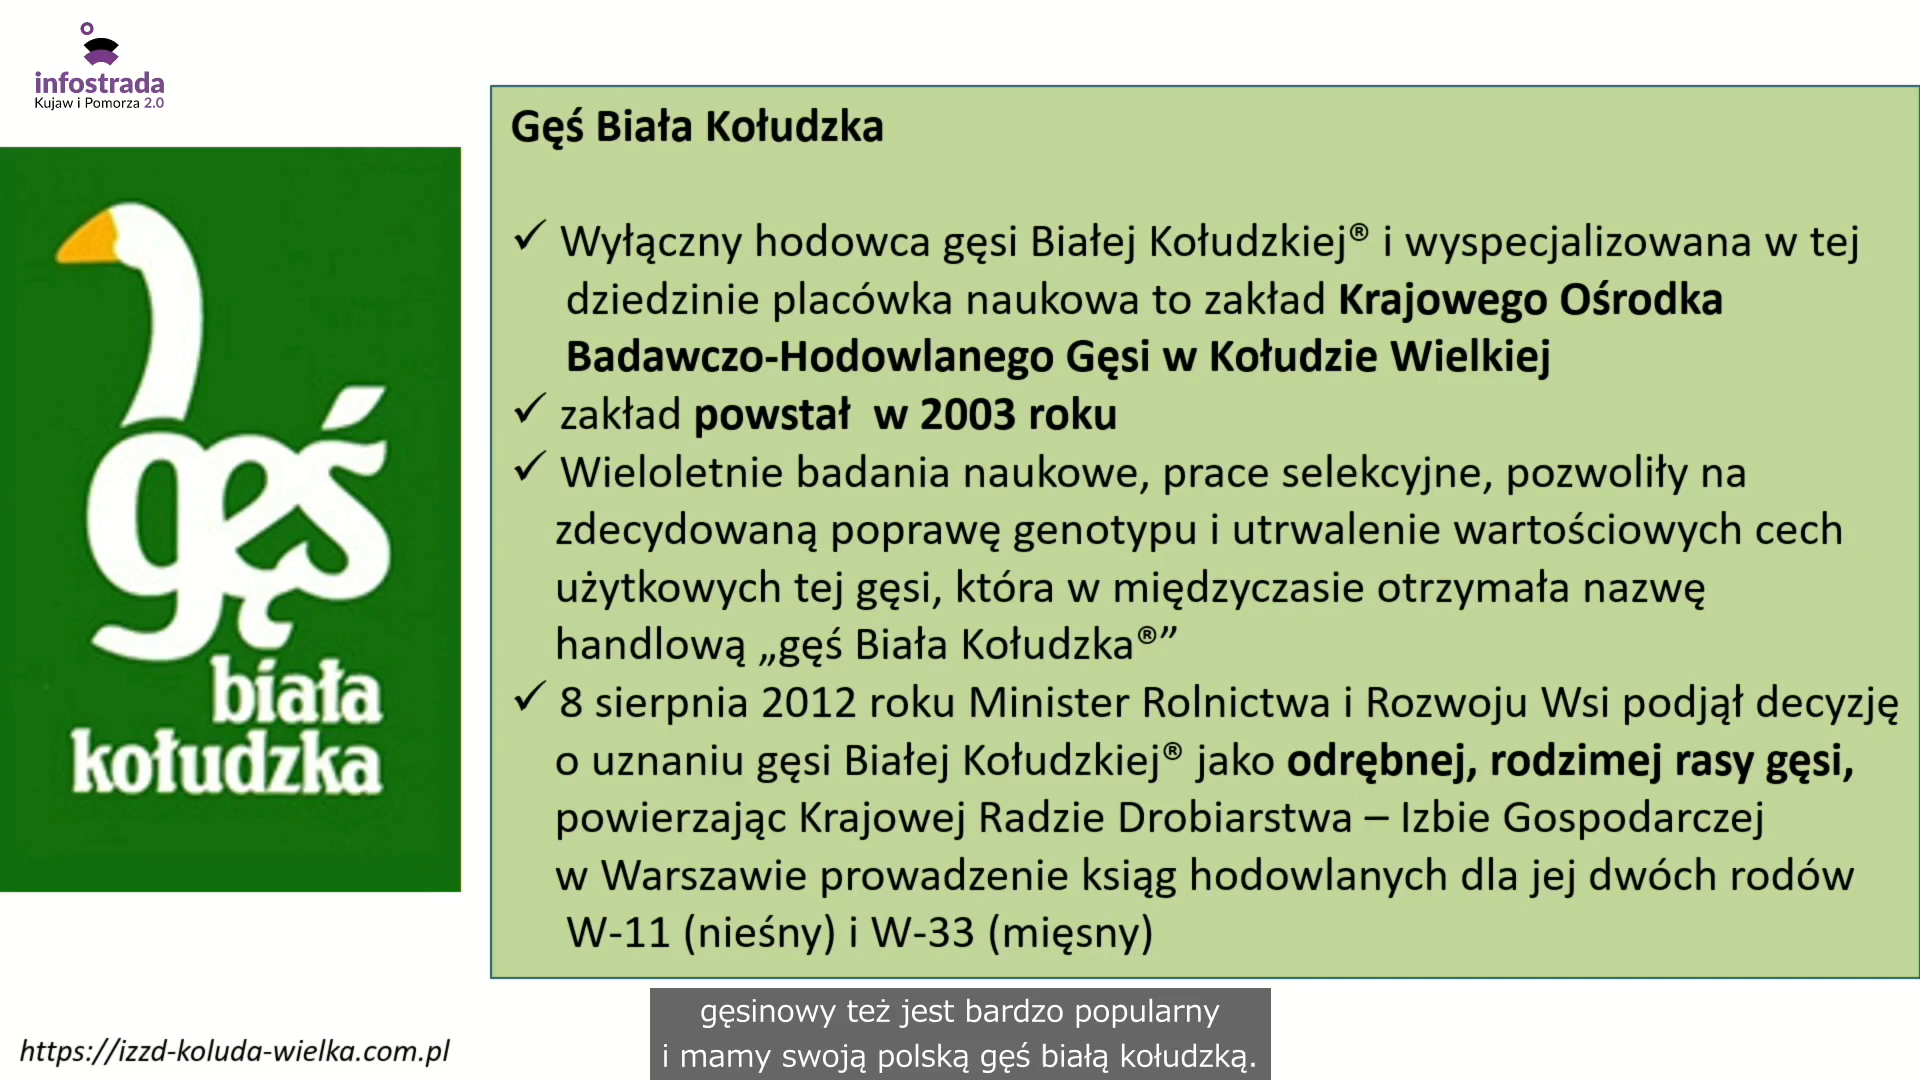 infostrada
Kujaw i Pomorza 2.0
gęś
biała
kołudzka
https://izzd-koluda-wielka.com.pl
Gęś Biała Kołudzka
✓ Wyłączny hodowca gęsi Białej Kołudzkiej® i wyspecjalizowana w tej
dziedzinie placówka naukowa to zakład Krajowego Ośrodka
Badawczo-Hodowlanego Gęsi w Kołudzie Wielkiej
✓ zakład powstał w 2003 roku
✓ Wieloletnie badania naukowe, prace selekcyjne, pozwoliły na
zdecydowaną poprawę genotypu i utrwalenie wartościowych cech
użytkowych tej gęsi, która w międzyczasie otrzymała nazwę
handlową „gęś Biała Kołudzka®”
✓ 8 sierpnia 2012 roku Minister Rolnictwa i Rozwoju Wsi podjął decyzję
o uznaniu gęsi Białej Kołudzkiej® jako odrębnej, rodzimej rasy gęsi,
powierzając Krajowej Radzie Drobiarstwa – Izbie Gospodarczej
w Warszawie prowadzenie ksiąg hodowlanych dla jej dwóch rodów
W-11 (nieśny) i W-33 (mięsny)
gęsinowy też jest bardzo popularny
i mamy swoją polską gęś białą kołudzką.